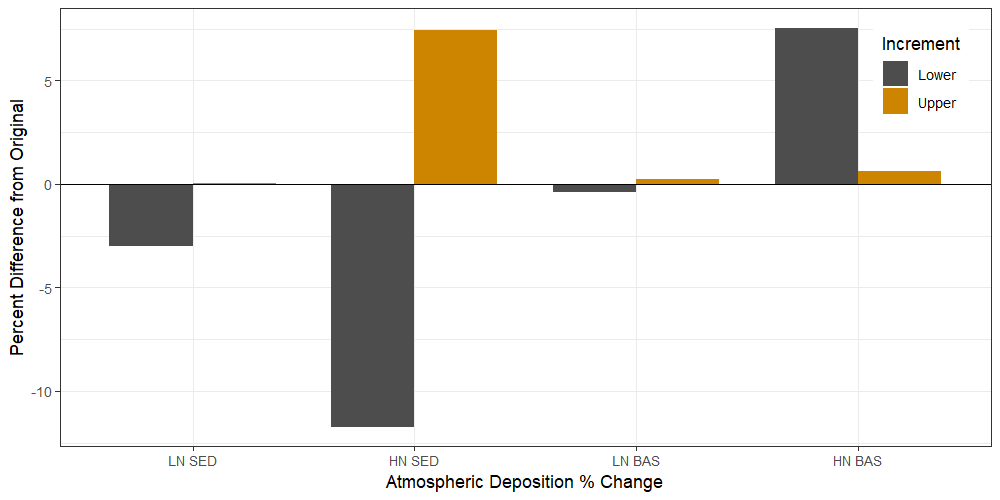 Percent Difference from Original
5
0
-5
-10
Increment
Lower
Upper
LN SED
HN SED
LN BAS
HN BAS
Atmospheric Deposition % Change